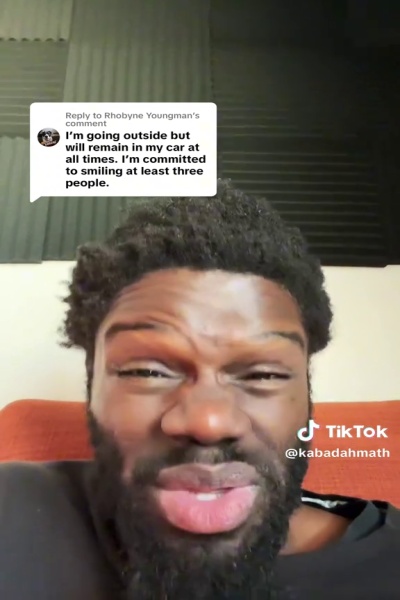 Reply to Rhobyne Youngman's
comment
I'm going outside but
will remain in my car at
all times. I'm committed
to smiling at least three
people.
TikTok
@kabadahmath